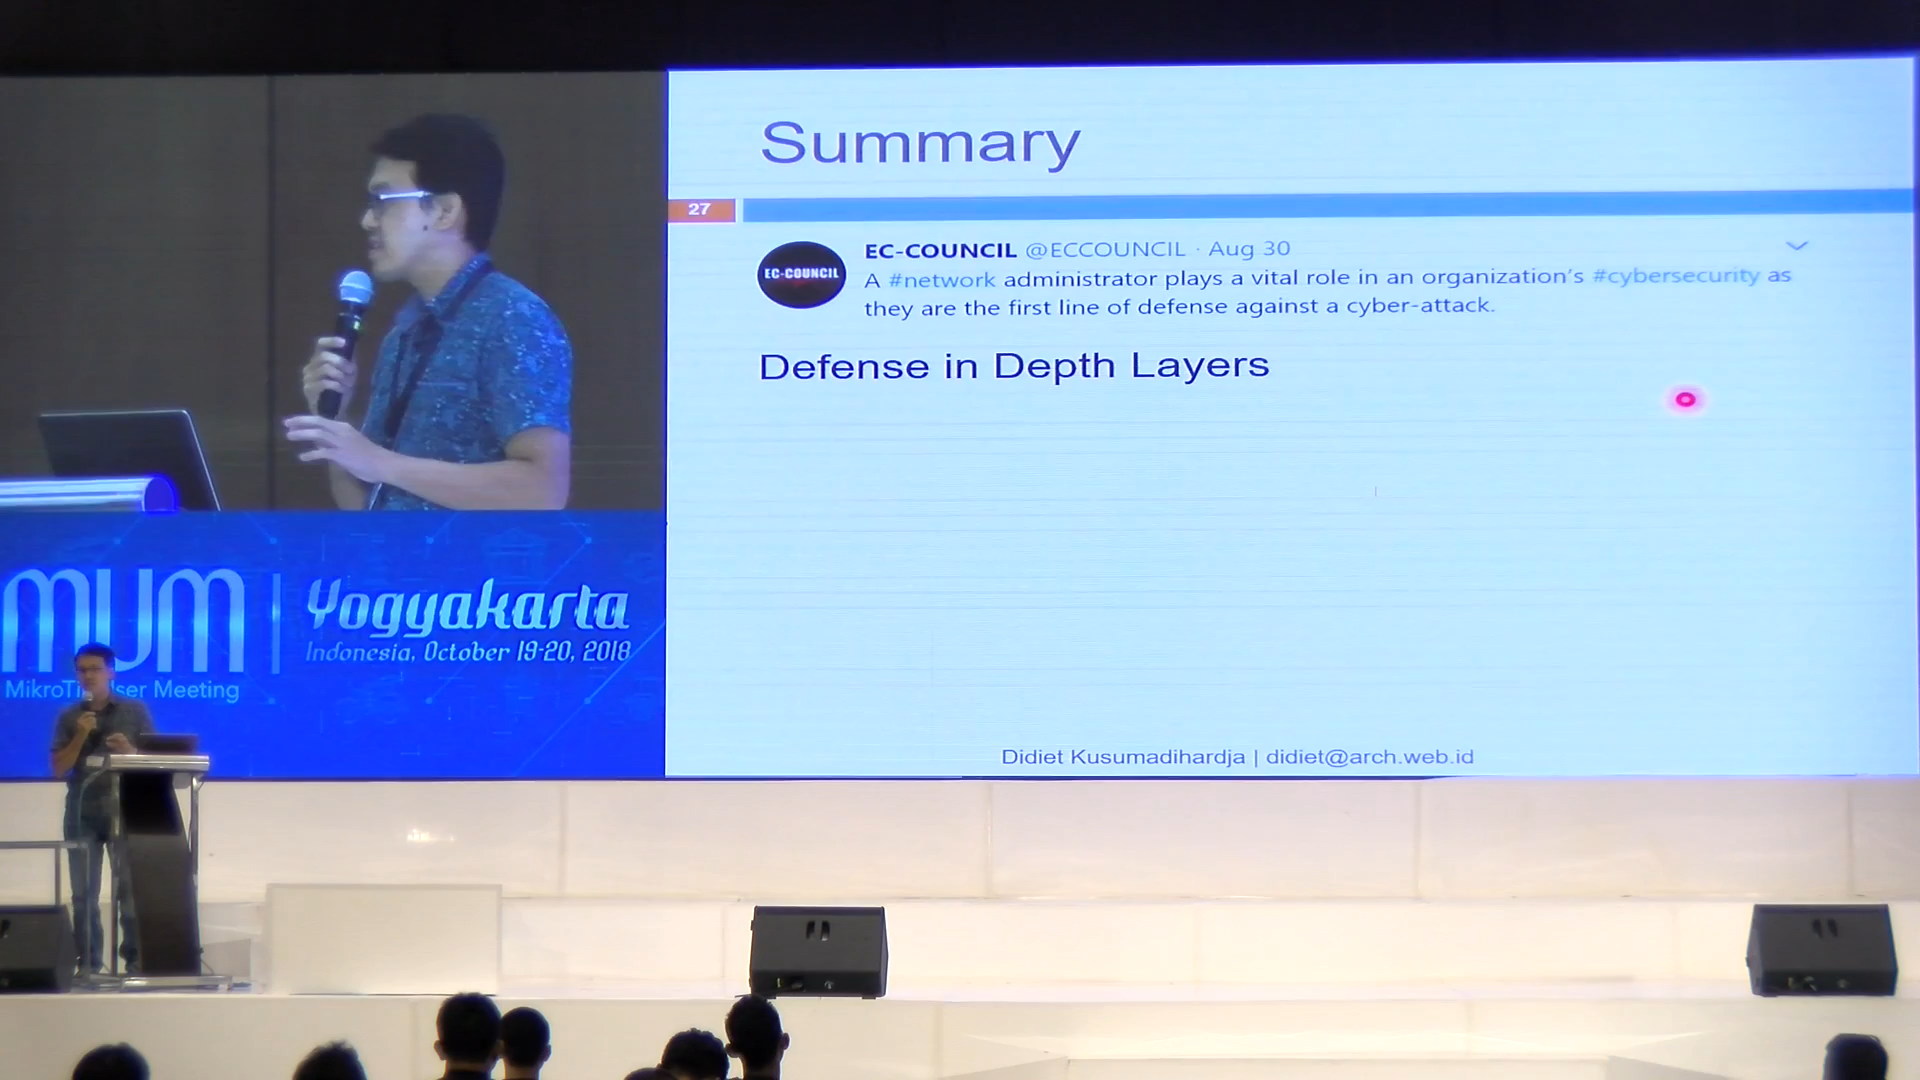 Summary
27
EC-COUNCIL @ECCOUNCIL · Aug 30
EC-COUNCIL
A #network administrator plays a vital role in an organization's #cybersecurity as
they are the first line of defense against a cyber-attack.
Defense in Depth Layers
Didiet Kusumadihardja | didiet@arch.web.id
MUM
Yogyakarta
Indonesia, October 19-20, 2018
MikroTi ser Meeting